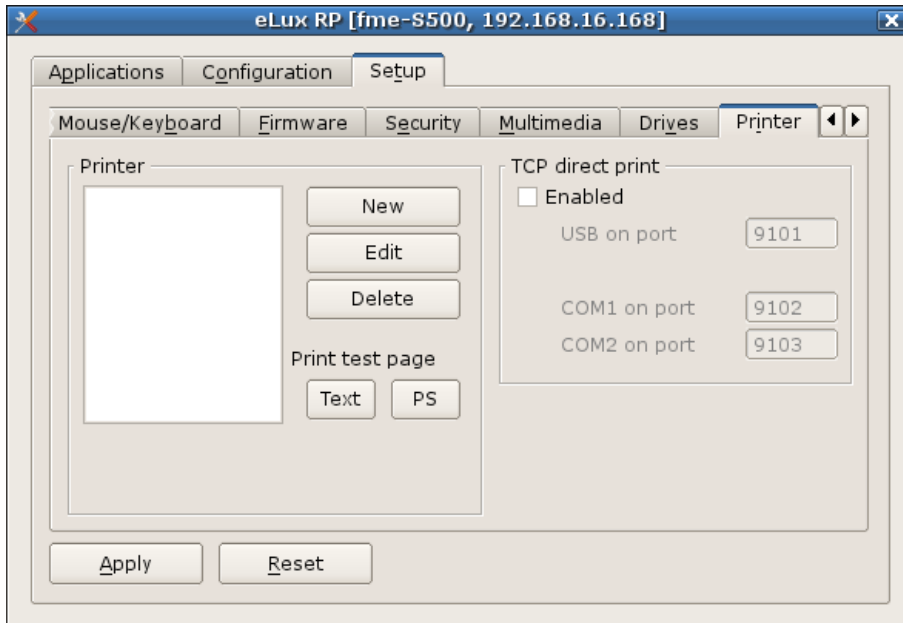 eLux RP [fme-S500, 192.168.16.168]
Applications Configuration Setup
Mouse/Keyboard Firmware Security Multimedia Drives Printer
Printer
New
Edit
Delete
Print test page
Text PS
TCP direct print
Enabled
USB on port 9101
COM1 on port 9102
COM2 on port 9103
Apply Reset